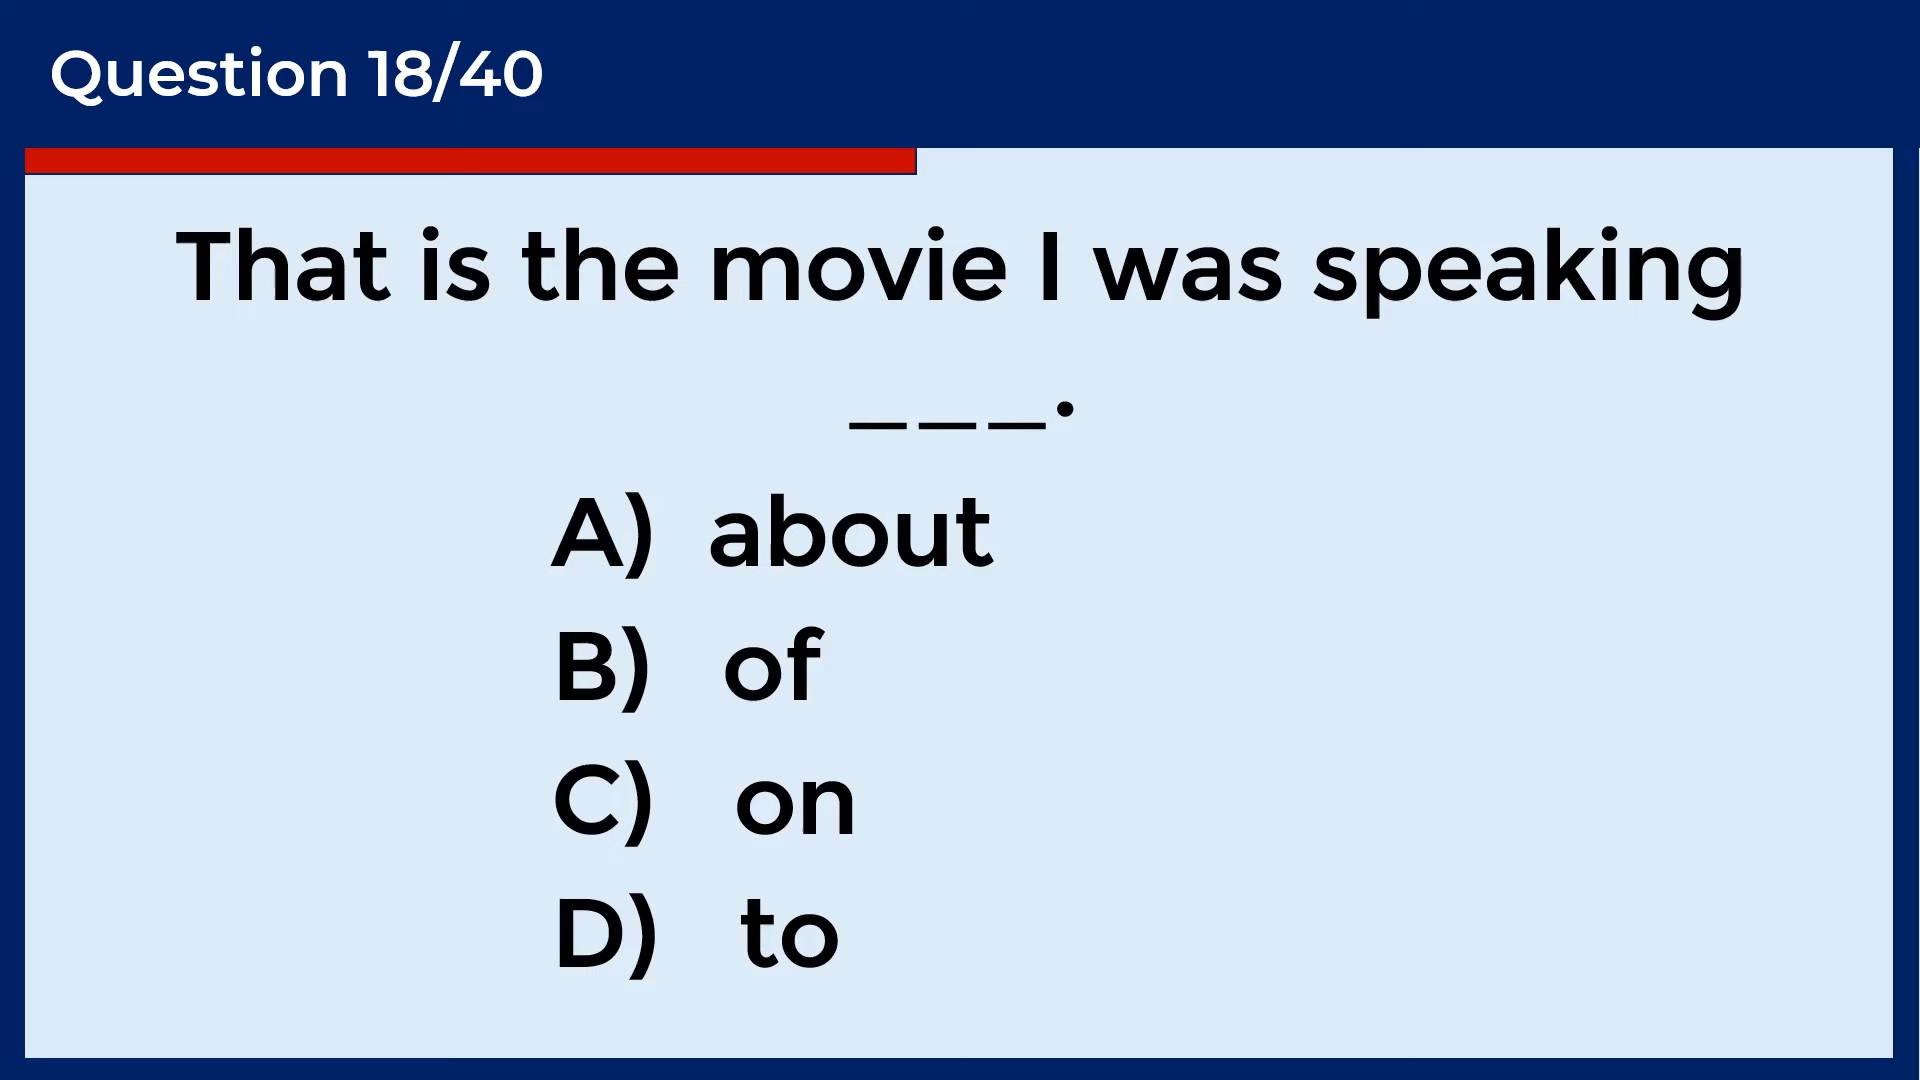 Question 18/40
That is the movie I was speaking
___.
A) about
B) of
C) on
D) to